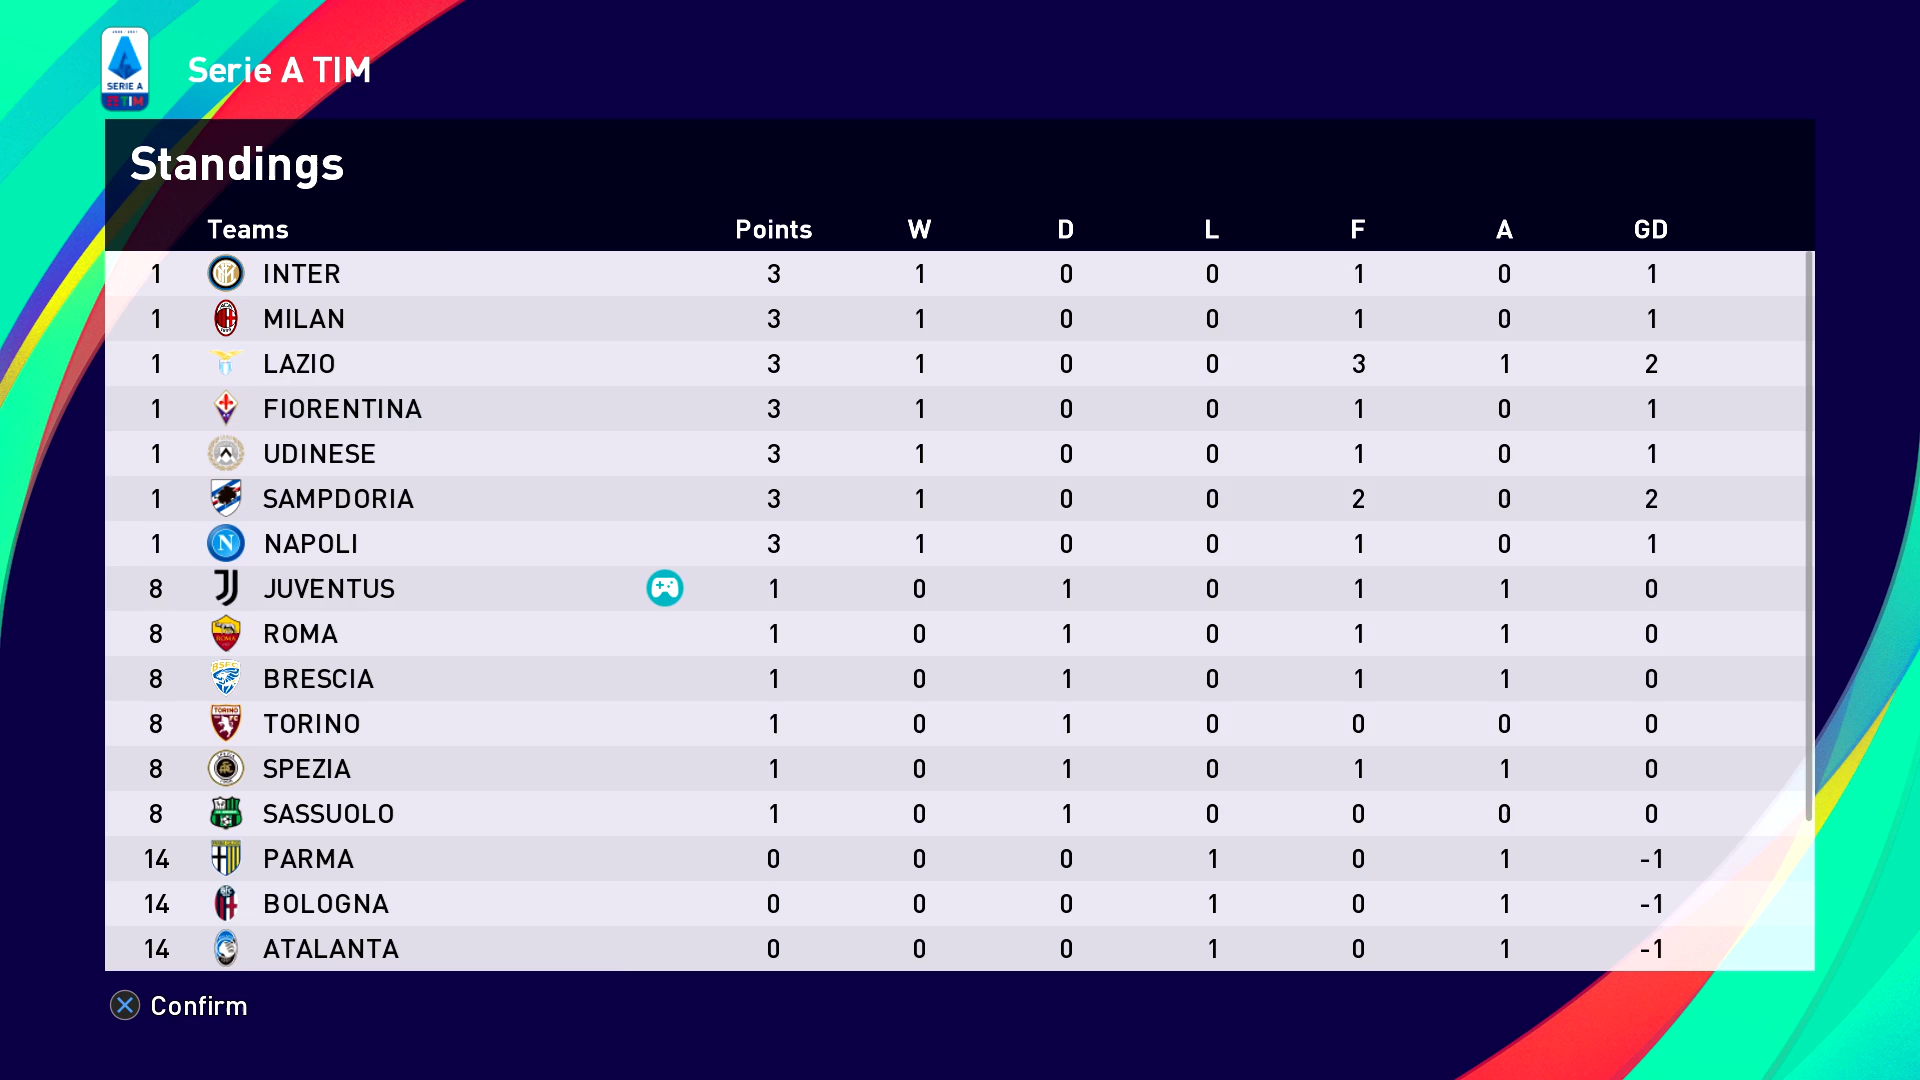 SERIE A
TIM
Serie A TIM
Standings
Teams Points W D L F A GD
1 INTER 3 1 0 0 1 0 1
1 MILAN 3 1 0 0 1 0 1
1 LAZIO 3 1 0 0 3 1 2
1 FIORENTINA 3 1 0 0 1 0 1
1 UDINESE 3 1 0 0 1 0 1
1 SAMPDORIA 3 1 0 0 2 0 2
1 NAPOLI 3 1 0 0 1 0 1
8 JUVENTUS 1 0 1 0 1 1 0
8 ROMA 1 0 1 0 1 1 0
8 BRESCIA 1 0 1 0 1 1 0
8 TORINO 1 0 1 0 0 0 0
8 SPEZIA 1 0 1 0 1 1 0
8 SASSUOLO 1 0 1 0 0 0 0
14 PARMA 0 0 0 1 0 1 -1
14 BOLOGNA 0 0 0 1 0 1 -1
14 ATALANTA 0 0 0 1 0 1 -1
Confirm